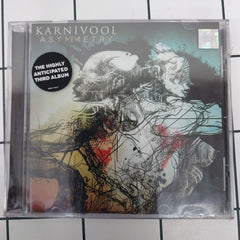 KARNIVOOL
ASYMMETRY
THE HIGHLY
ANTICIPATED
THIRD ALBUM